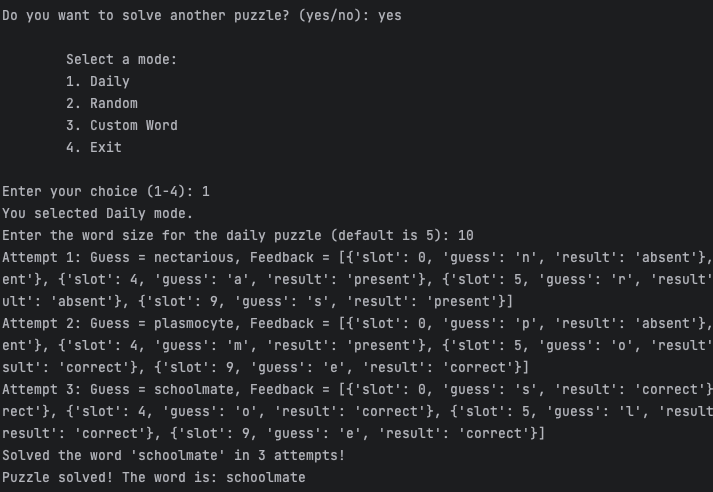 Do you want to solve another puzzle? (yes/no): yes
Select a mode:
1. Daily
2. Random
3. Custom Word
4. Exit
Enter your choice (1-4): 1
You selected Daily mode.
Enter the word size for the daily puzzle (default is 5): 10
Attempt 1: Guess = nectarious, Feedback = [{'slot': 0, 'guess': 'n', 'result': 'absent'},
ent'}, {'slot': 4, 'guess': 'a', 'result': 'present'}, {'slot': 5, 'guess': 'r', 'result'
ult': 'absent'}, {'slot': 9, 'guess': 's', 'result': 'present'}]
Attempt 2: Guess = plasmocyte, Feedback = [{'slot': 0, 'guess': 'p', 'result': 'absent'},
ent'}, {'slot': 4, 'guess': 'm', 'result': 'present'}, {'slot': 5, 'guess': 'o', 'result'
sult': 'correct'}, {'slot': 9, 'guess': 'e', 'result': 'correct'}]
Attempt 3: Guess = schoolmate, Feedback = [{'slot': 0, 'guess': 's', 'result': 'correct'}
rect'}, {'slot': 4, 'guess': 'o', 'result': 'correct'}, {'slot': 5, 'guess': 'l', 'result
result': 'correct'}, {'slot': 9, 'guess': 'e', 'result': 'correct'}]
Solved the word 'schoolmate' in 3 attempts!
Puzzle solved! The word is: schoolmate